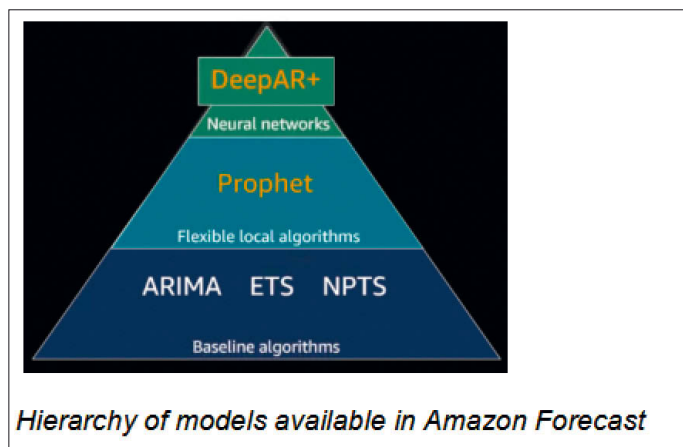 DeepAR+
Neural networks
Prophet
Flexible local algorithms
ARIMA ETS NPTS
Baseline algorithms
Hierarchy of models available in Amazon Forecast